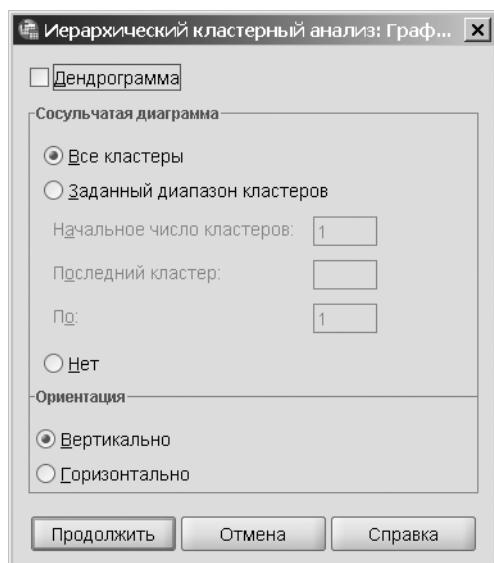 Иерархический кластерный анализ: Граф...
Дендрограмма
Сосульчатая диаграмма
Все кластеры
Заданный диапазон кластеров
Начальное число кластеров: 1
Последний кластер:
По: 1
Нет
Ориентация
Вертикально
Горизонтально
Продолжить Отмена Справка